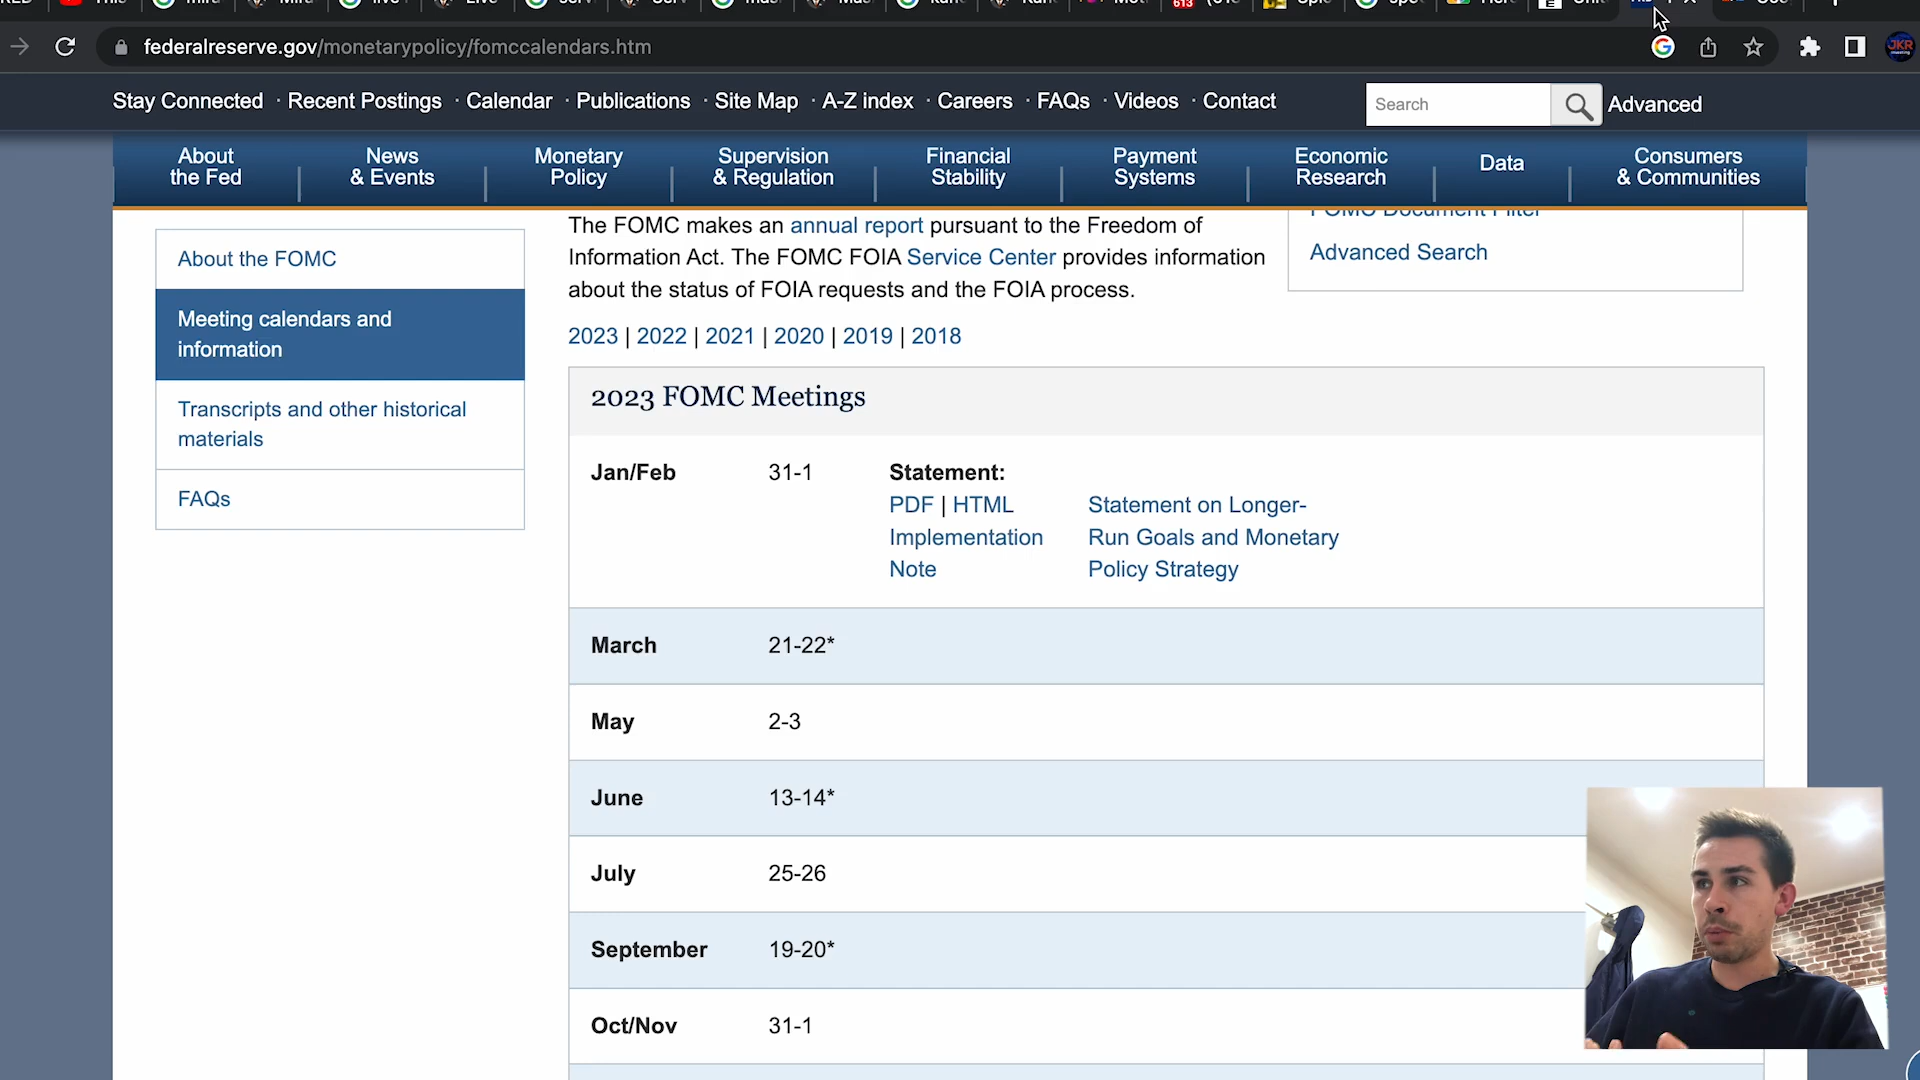 federalreserve.gov/monetarypolicy/fomccalendars.htm
Stay Connected · Recent Postings · Calendar · Publications · Site Map · A-Z index · Careers · FAQs · Videos · Contact
Search
Advanced
About
the Fed
News
& Events
Monetary
Policy
Supervision
& Regulation
Financial
Stability
Payment
Systems
Economic
Research
Data
Consumers
& Communities
About the FOMC
Meeting calendars and
information
Transcripts and other historical
materials
FAQs
The FOMC makes an annual report pursuant to the Freedom of
Information Act. The FOMC FOIA Service Center provides information
about the status of FOIA requests and the FOIA process.
Advanced Search
2023 | 2022 | 2021 | 2020 | 2019 | 2018
2023 FOMC Meetings
Jan/Feb 31-1 Statement:
PDF | HTML
Implementation
Note
Statement on Longer-
Run Goals and Monetary
Policy Strategy
March 21-22*
May 2-3
June 13-14*
July 25-26
September 19-20*
Oct/Nov 31-1